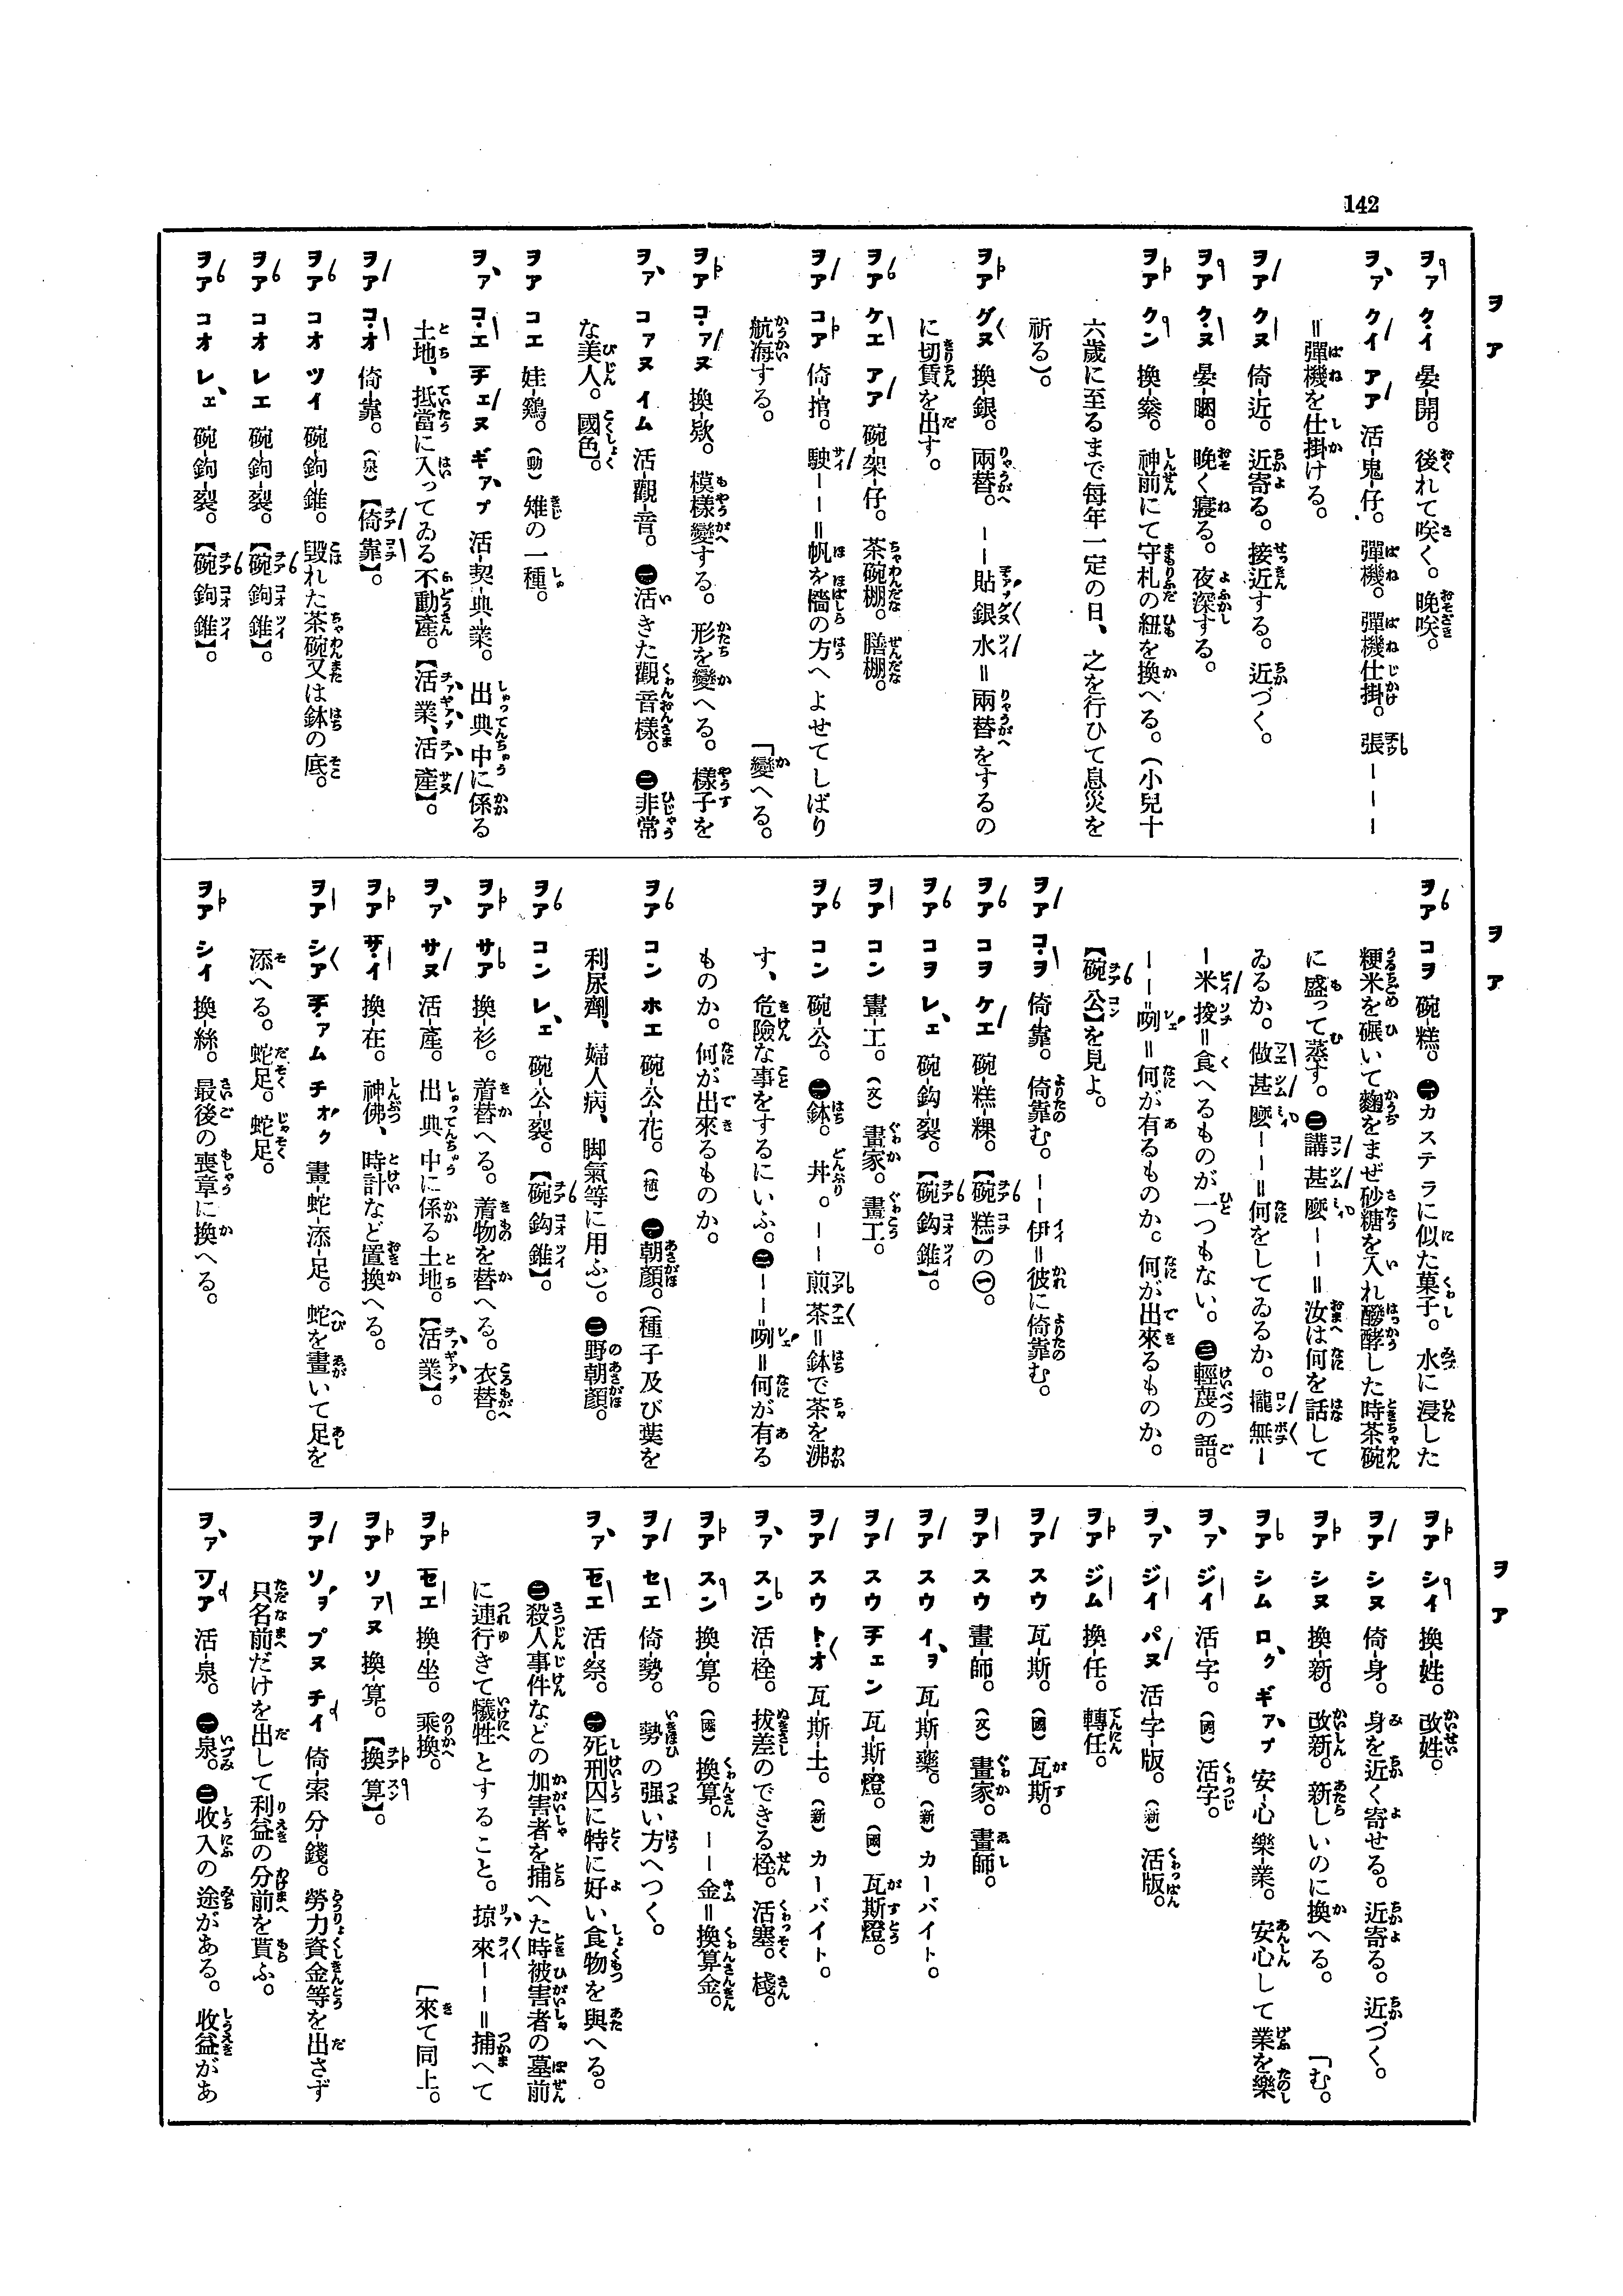 142
ヲア
ヲァ ク・イ 晏-開。後れて咲く。晩咲。
ヲァ クイ アア 活-鬼-仔。彈機。彈機仕掛。張ーーー
＝彈機を仕掛ける。
ヲア クヌ 倚-近。近寄る。接近する。近づく。
ヲア ク・ヌ 晏-睏。晩く寢る。夜深する。
ヲア クン 換-絭。神前にて守札の紐を換へる。（小兒十
六歲に至るまで每年一定の日、之を行ひて息災を
祈る）。
ヲア グヌ 換-銀。兩替。ーー貼銀水＝兩替をするの
に切賃を出す。
ヲア ケエ アア 碗-架-仔。茶碗棚。膳棚。
ヲア コア 倚-㨴。駛ーー＝帆を檣の方へよせてしばり
航海する。
「變へる。
ヲア コ・アヌ 換-欵。模樣變する。形を變へる。樣子を
ヲァ コアヌ イム 活-觀-音。㊀活きた觀音樣。㊁非常
な美人。國色。
ヲア コエ 娃-鷄。（動）雉の一種。
ヲァ コ・エ チェヌ ギァプ 活-契-典-業。出典中に係る
土地、抵當に入ってゐる不動產。【活業、活產】。
ヲア コ・オ 倚-靠。（泉）【倚靠】。
ヲア コオ ツイ 碗-鉤-錐。毀れた茶碗又は鉢の底。
ヲア コオ レエ 碗-鉤-裂。【碗鉤錐】。
ヲア コオ レェ 碗-鉤-裂。【碗鉤錐】。
ヲア
ヲア コヲ 碗-糕。㊀カステラに似た菓子。水に浸した
粳米を碾いて麴をまぜ砂糖を入れ醱酵した時茶碗
に盛って蒸す。㊁講甚麼ーー＝汝は何を話して
ゐるか。做甚麼ーー＝何をしてゐるか。攏無ー
ー米捘＝食へるものが一つもない。㊂輕蔑の語。
ーー＝咧＝何が有るものか。何が出來るものか。
【碗公】を見よ。
ヲア コ・ヲ 倚靠。倚靠む。ーー伊＝彼に倚靠む。
ヲア コヲ ケエ 碗-糕-粿。【碗糕】の㊀。
ヲア コヲ レェ 碗-鈎-裂。【碗鈎錐】。
ヲア コン 畫-工。（文）畫家。畫工。
ヲア コン 碗-公。㊀鉢。丼。ーー煎茶＝鉢で茶を沸
す、危險な事をするにいふ。㊁ーー＝咧＝何が有る
ものか。何が出來るものか。
ヲア コン ホエ 碗-公-花。（植）㊀朝顏。（種子及び葉を
利尿劑、婦人病、脚氣等に用ふ）。㊁野朝顏。
ヲア コン レェ 碗-公-裂。【碗鈎錐】。
ヲア サア 換-衫。着替へる。着物を替へる。衣替。
ヲァ サヌ 活-產。出典中に係る土地。【活業】。
ヲア サ・イ 換-在。神佛、時計など置換へる。
ヲア シア チ・アム チオク 畫-蛇-添-足。蛇を畫いて足を
添へる。蛇足。蛇足。
ヲア シイ 換-絲。最後の喪章に換へる。
ヲア
ヲア シイ 換-姓。改姓。
ヲア シヌ 倚-身。身を近く寄せる。近寄る。近づく。
ヲア シヌ 換-新。改新。新しいのに換へる。
「む。
ヲア シム ロク ギァプ 安-心樂-業。安心して業を樂
ヲァ ジイ 活-字。（國）活字。
ヲァ ジイ パヌ 活-字-版。（新）活版。
ヲア ジム 換-任。轉任。
ヲア スウ 瓦-斯。（國）瓦斯。
ヲア スウ 畫-師。（文）畫家。畫師。
ヲア スウ イヲ 瓦-斯-藥。（新）カーバイト。
ヲア スウ チェン 瓦-斯-燈。（國）瓦斯燈。
ヲア スウ トオ 瓦-斯-土。（新）カーバイト。
ヲァ スン 活-栓。拔差のできる栓。活塞。棧。
ヲア スン 換-算。（國）換算。ーー金＝換算金。
ヲア セエ 倚-勢。勢の强い方へつく。
ヲァ セエ 活-祭。㊀死刑囚に特に好い食物を與へる。
㊁殺人事件などの加害者を捕へた時被害者の墓前
に連行きて犧牲とすること。掠來ーー＝捕へて
「來て同上。
ヲア セエ 換-坐。乘換。
ヲア ソアヌ 換-算。【換算】。
ヲア ソヲ プヌ チイ 倚-索分-錢。勞力資金等を出さず
只名前だけを出して利益の分前を貰ふ。
ヲァ ツア 活-泉。㊀泉。㊁收入の途がある。收益があ